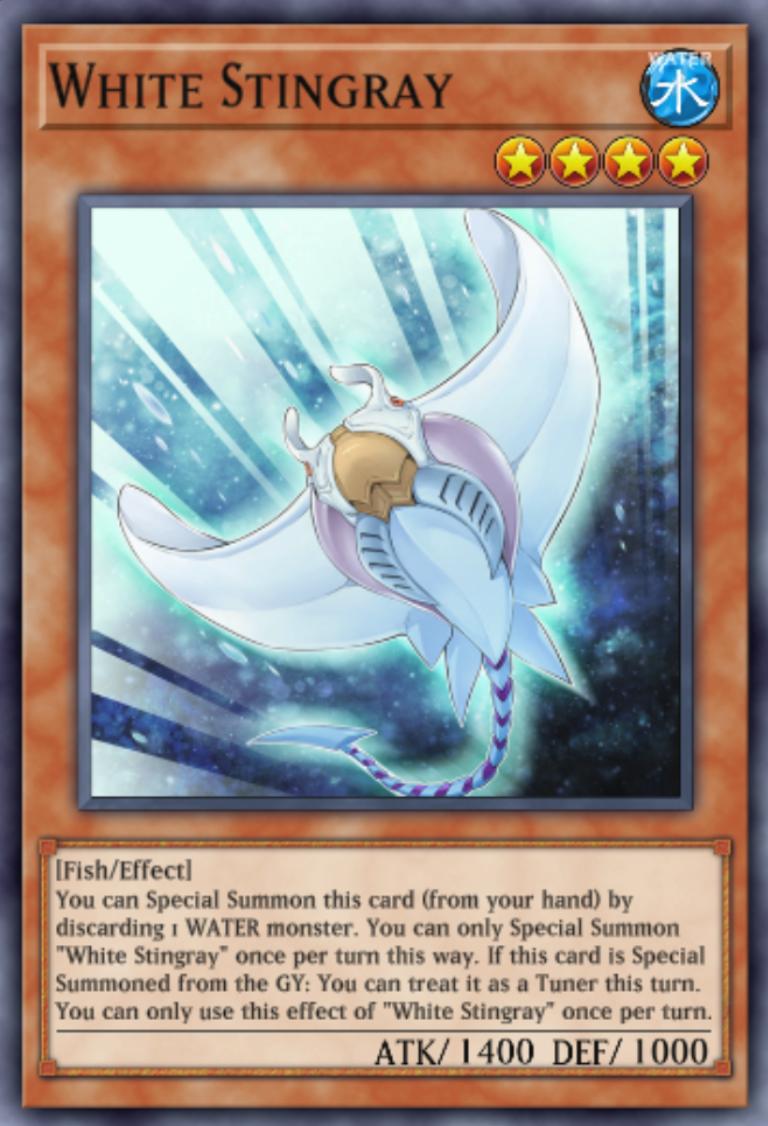 White Stingray
WATER
水
[Fish/Effect]
You can Special Summon this card (from your hand) by
discarding 1 WATER monster. You can only Special Summon
"White Stingray" once per turn this way. If this card is Special
Summoned from the GY: You can treat it as a Tuner this turn.
You can only use this effect of "White Stingray" once per turn.
ATK/ 1400 DEF/ 1000